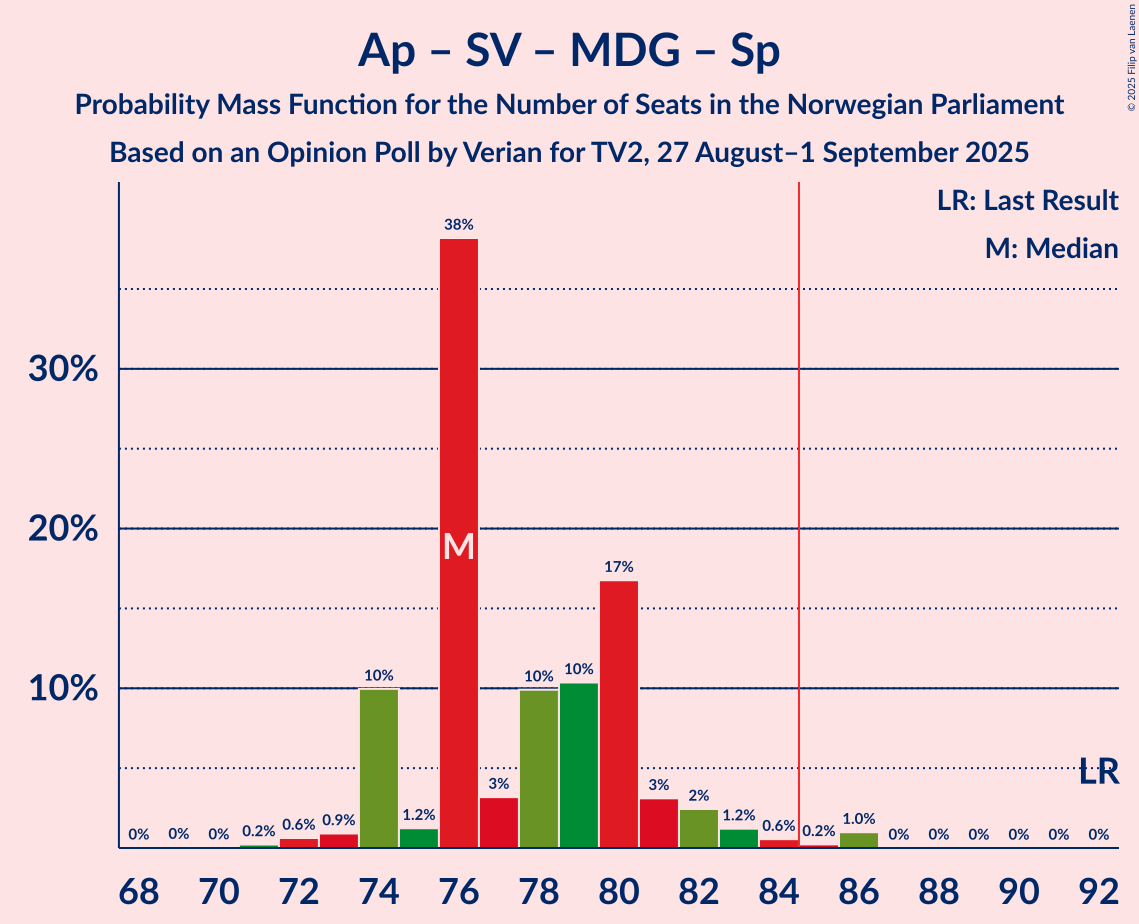 Ap – SV – MDG – Sp
Probability Mass Function for the Number of Seats in the Norwegian Parliament
Based on an Opinion Poll by Verian for TV2, 27 August–1 September 2025
© 2025 Filip van Laenen
LR: Last Result
M: Median
30%
20%
10%
0% 0% 0% 0.2% 0.6% 0.9% 10% 1.2% 38% 3% 10% 10% 17% 3% 2% 1.2% 0.6% 0.2% 1.0% 0% 0% 0% 0% 0% 0%
M
LR
68 70 72 74 76 78 80 82 84 86 88 90 92